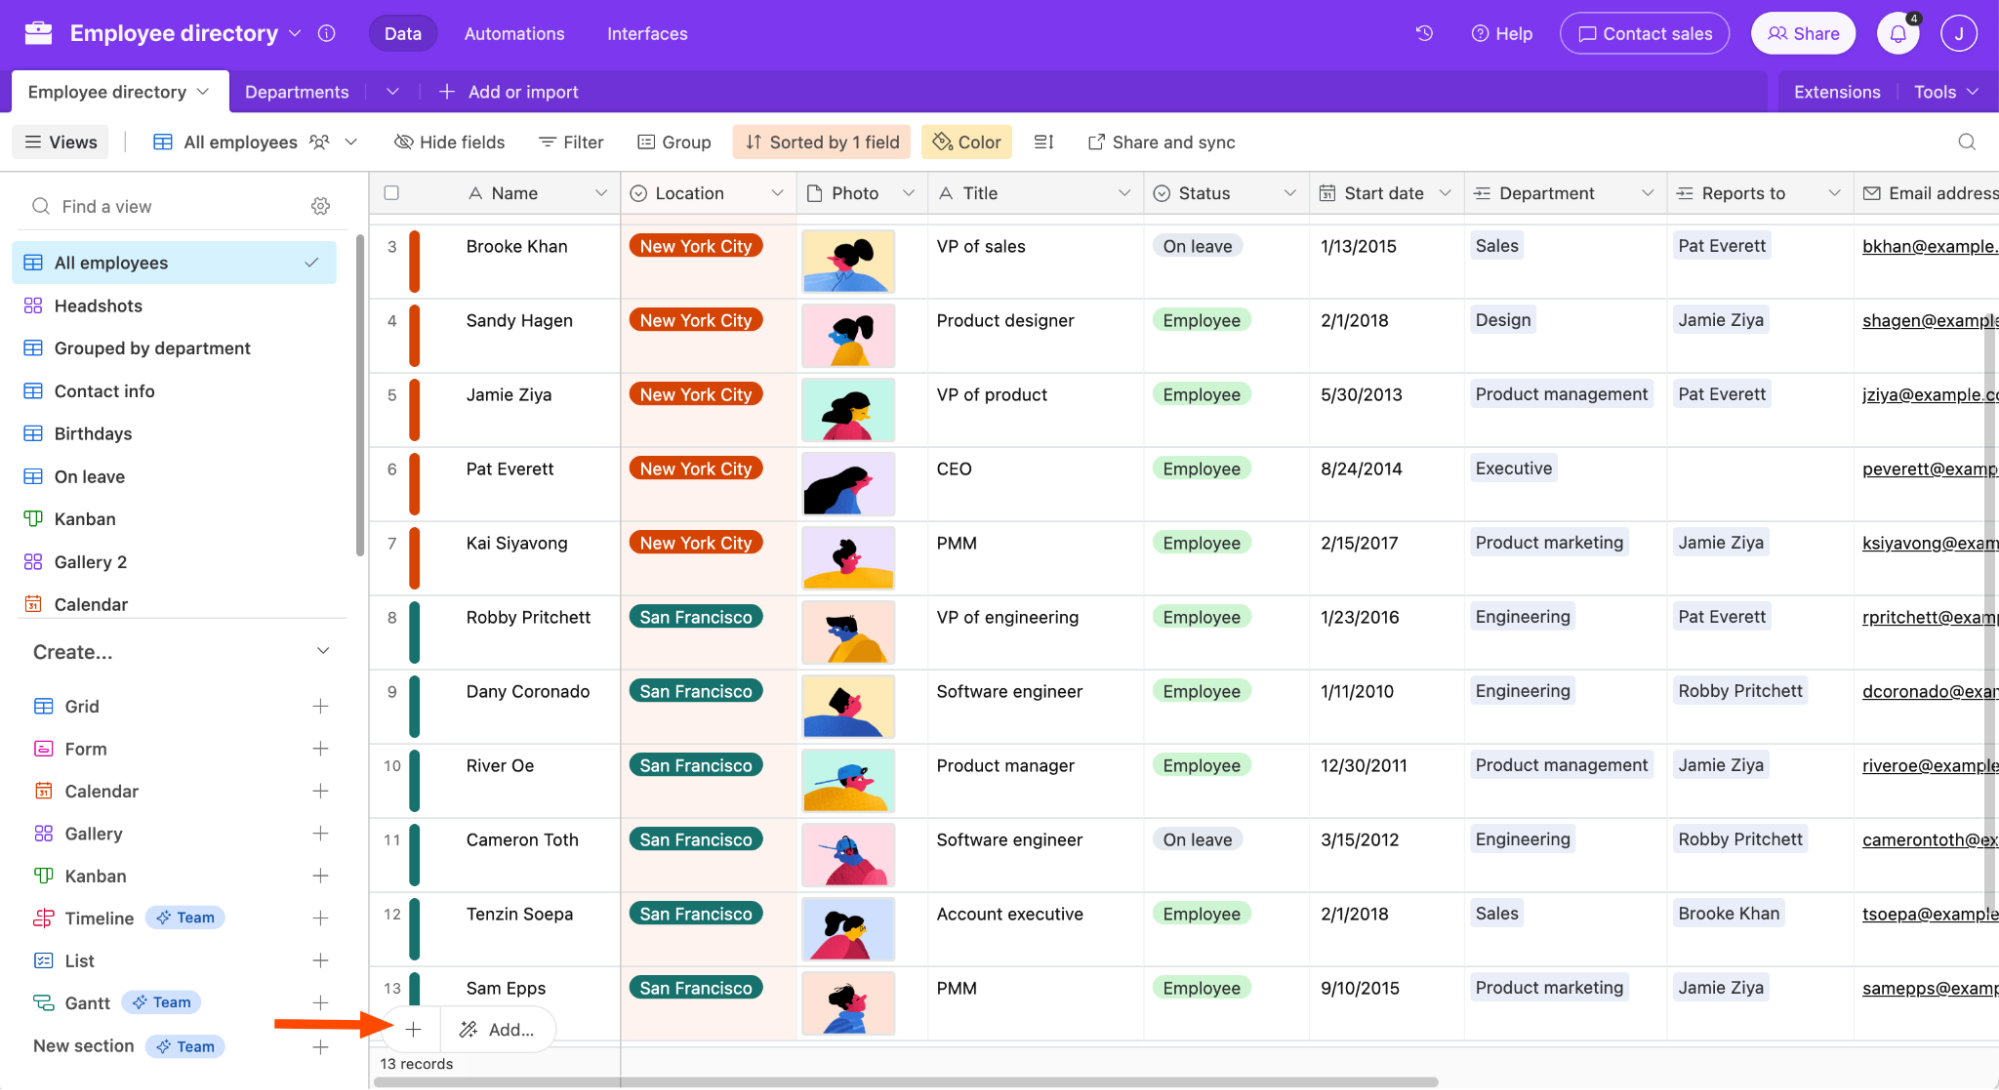 Employee directory
Data
Automations
Interfaces
Help
Contact sales
Share
4
J
Employee directory
Departments
Add or import
Extensions
Tools
Views
All employees
Hide fields
Filter
Group
Sorted by 1 field
Color
Share and sync
Find a view
All employees
Headshots
Grouped by department
Contact info
Birthdays
On leave
Kanban
Gallery 2
Calendar
Create...
Grid
Form
Calendar
Gallery
Kanban
Timeline Team
List
Gantt Team
New section Team
Name Location Photo Title Status Start date Department Reports to Email address
3 Brooke Khan New York City VP of sales On leave 1/13/2015 Sales Pat Everett bkhan@example.
4 Sandy Hagen New York City Product designer Employee 2/1/2018 Design Jamie Ziya shagen@example
5 Jamie Ziya New York City VP of product Employee 5/30/2013 Product management Pat Everett jziya@example.co
6 Pat Everett New York City CEO Employee 8/24/2014 Executive peverett@examp
7 Kai Siyavong New York City PMM Employee 2/15/2017 Product marketing Jamie Ziya ksiyavong@exam
8 Robby Pritchett San Francisco VP of engineering Employee 1/23/2016 Engineering Pat Everett rpritchett@examp
9 Dany Coronado San Francisco Software engineer Employee 1/11/2010 Engineering Robby Pritchett dcoronado@exam
10 River Oe San Francisco Product manager Employee 12/30/2011 Product management Jamie Ziya riveroe@example
11 Cameron Toth San Francisco Software engineer On leave 3/15/2012 Engineering Robby Pritchett camerontoth@ex
12 Tenzin Soepa San Francisco Account executive Employee 2/1/2018 Sales Brooke Khan tsoepa@example
13 Sam Epps San Francisco PMM Employee 9/10/2015 Product marketing Jamie Ziya samepps@examp
Add...
13 records